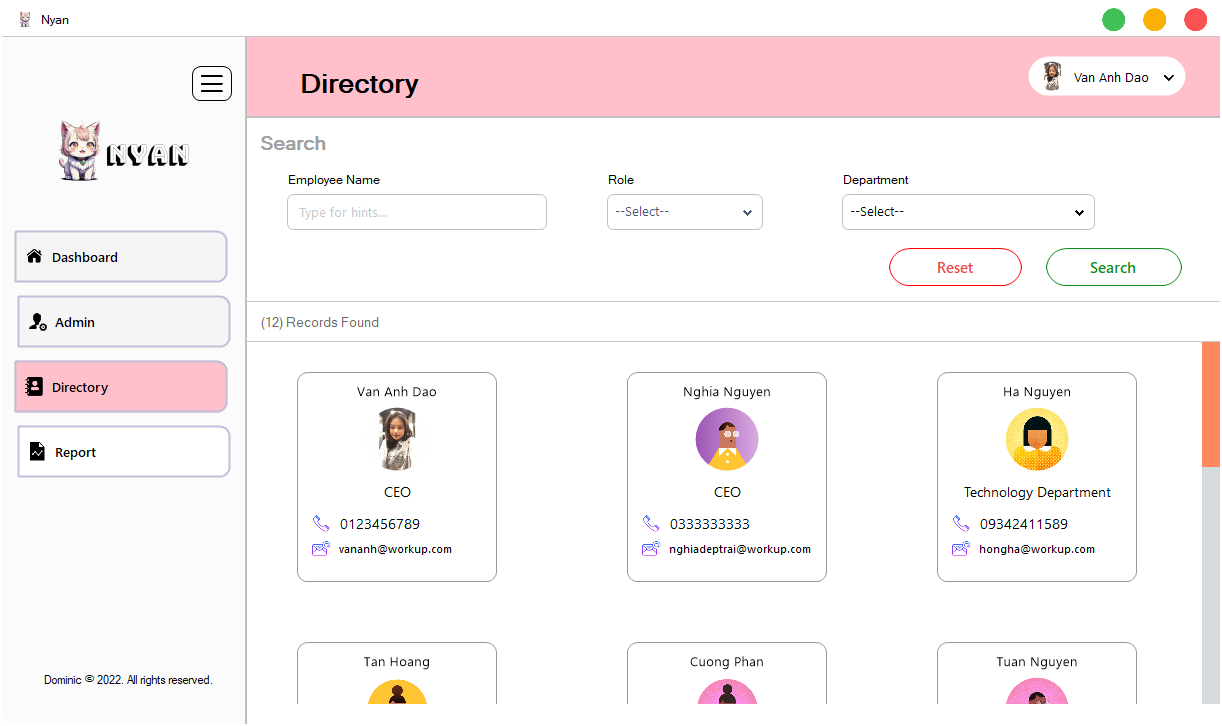 Nyan
Directory
Van Anh Dao
NYAN
Search
Employee Name
Role
Department
Type for hints...
--Select--
--Select--
Reset
Search
Dashboard
Admin
Directory
Report
(12) Records Found
Van Anh Dao
CEO
0123456789
vananh@workup.com
Nghia Nguyen
CEO
0333333333
nghiadeptrai@workup.com
Ha Nguyen
Technology Department
09342411589
hongha@workup.com
Tan Hoang
Cuong Phan
Tuan Nguyen
Dominic © 2022. All rights reserved.